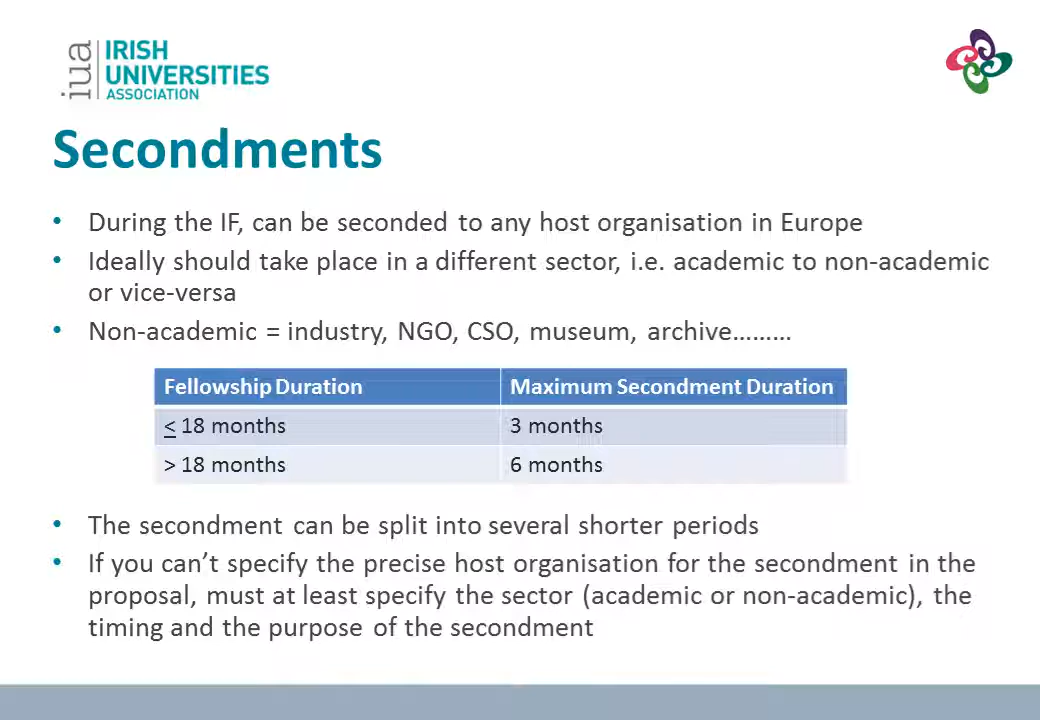 iua
IRISH
UNIVERSITIES
ASSOCIATION
Secondments
• During the IF, can be seconded to any host organisation in Europe
• Ideally should take place in a different sector, i.e. academic to non-academic
or vice-versa
• Non-academic = industry, NGO, CSO, museum, archive………
Fellowship Duration Maximum Secondment Duration
≤ 18 months 3 months
> 18 months 6 months
• The secondment can be split into several shorter periods
• If you can’t specify the precise host organisation for the secondment in the
proposal, must at least specify the sector (academic or non-academic), the
timing and the purpose of the secondment